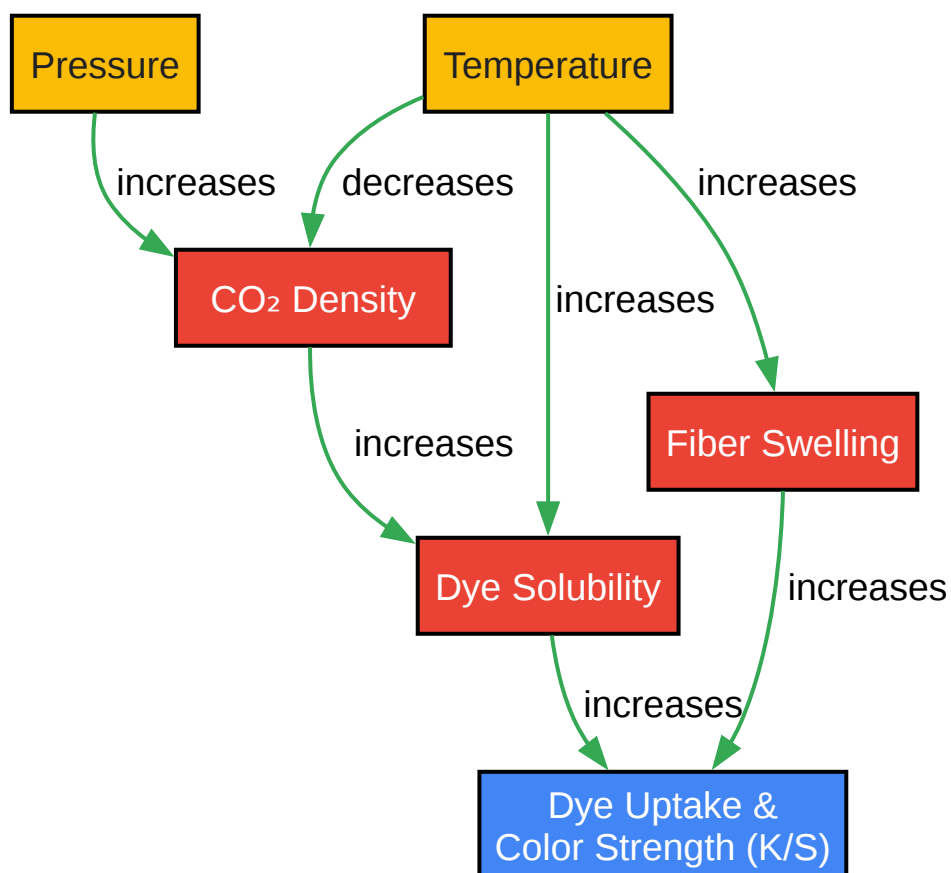 Pressure
Temperature
increases
decreases
increases
CO₂ Density
increases
increases
Fiber Swelling
Dye Solubility
increases
increases
Dye Uptake &
Color Strength (K/S)